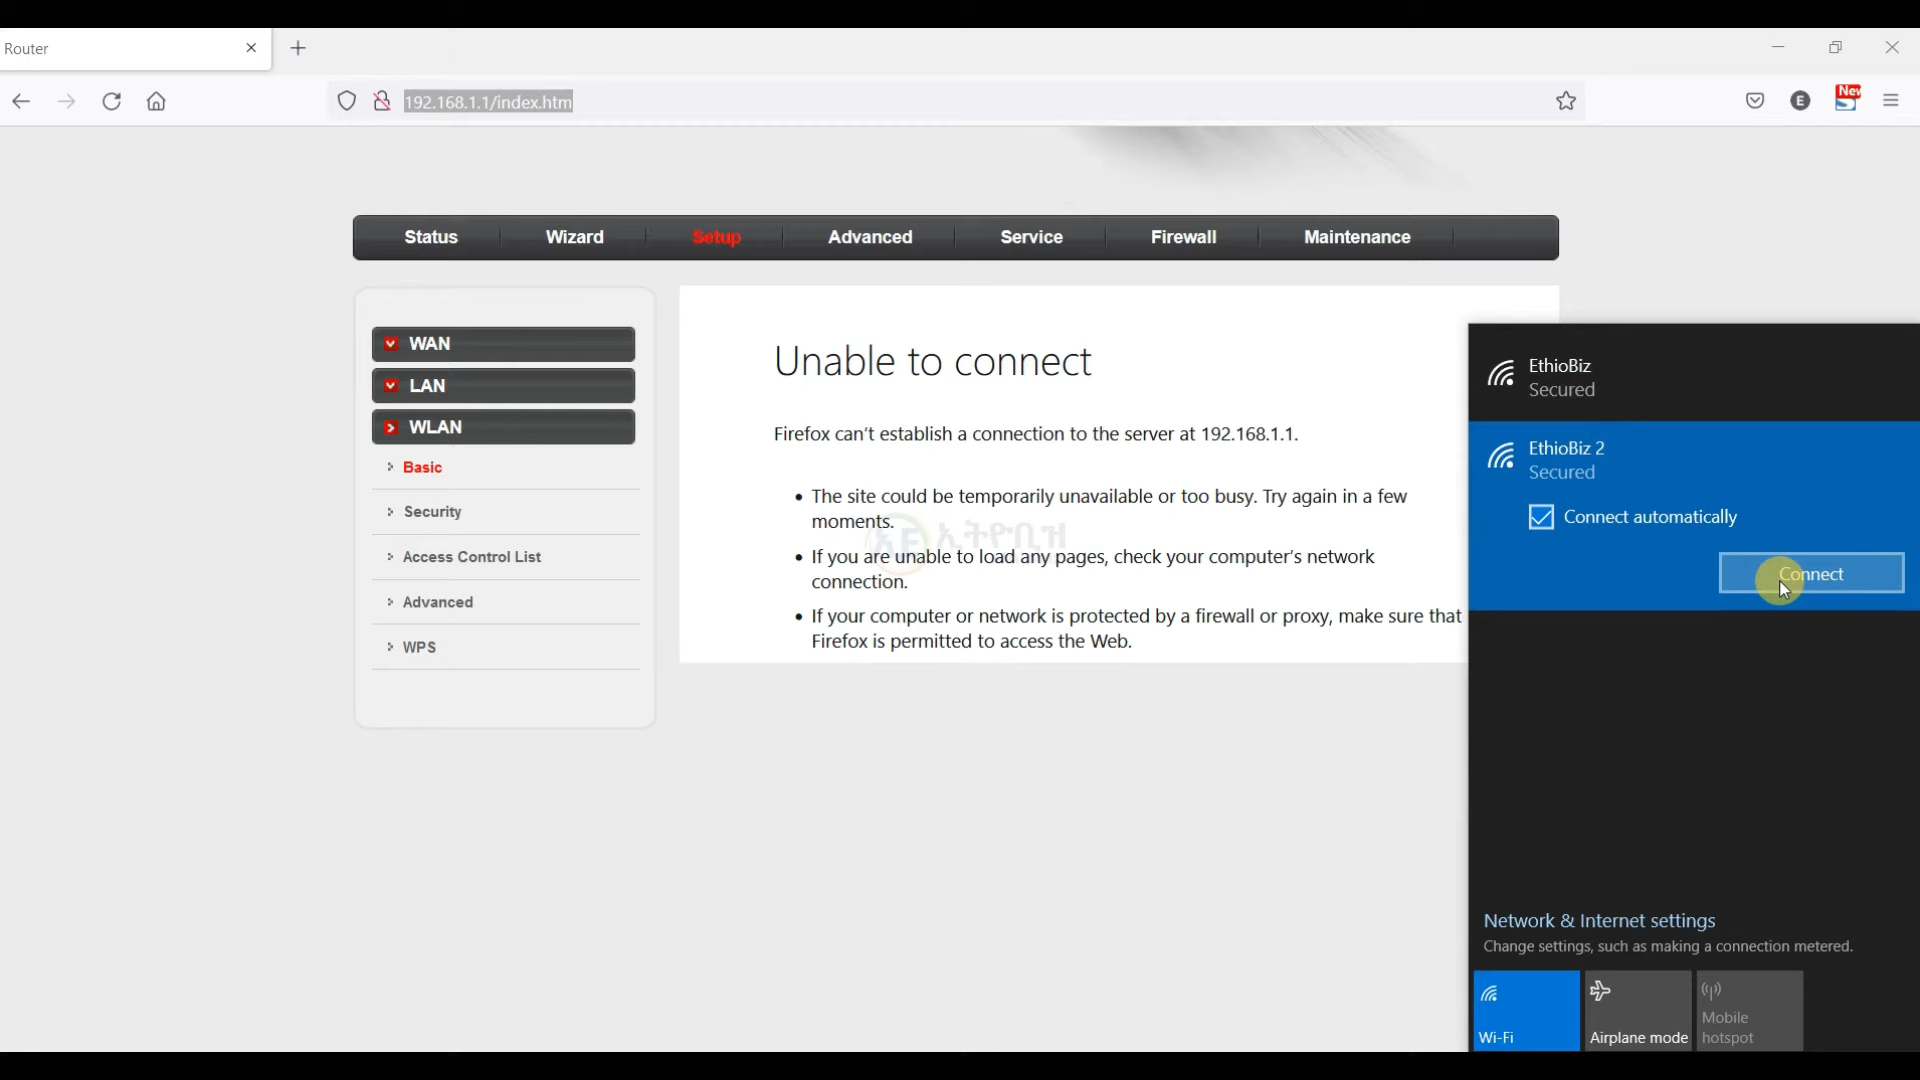 Router
192.168.1.1/index.htm
E
New
Status
Wizard
Setup
Advanced
Service
Firewall
Maintenance
WAN
LAN
WLAN
Basic
Security
Access Control List
Advanced
WPS
Unable to connect
Firefox can't establish a connection to the server at 192.168.1.1.
• The site could be temporarily unavailable or too busy. Try again in a few
moments.
• If you are unable to load any pages, check your computer's network
connection.
• If your computer or network is protected by a firewall or proxy, make sure that
Firefox is permitted to access the Web.
ኢትዮቢዝ
EthioBiz
Secured
EthioBiz 2
Secured
Connect automatically
Connect
Network & Internet settings
Change settings, such as making a connection metered.
Wi-Fi
Airplane mode
Mobile
hotspot